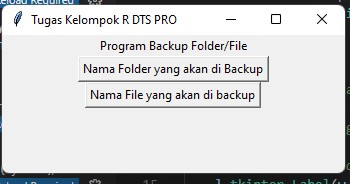 Tugas Kelompok R DTS PRO
Program Backup Folder/File
Nama Folder yang akan di Backup
Nama File yang akan di backup